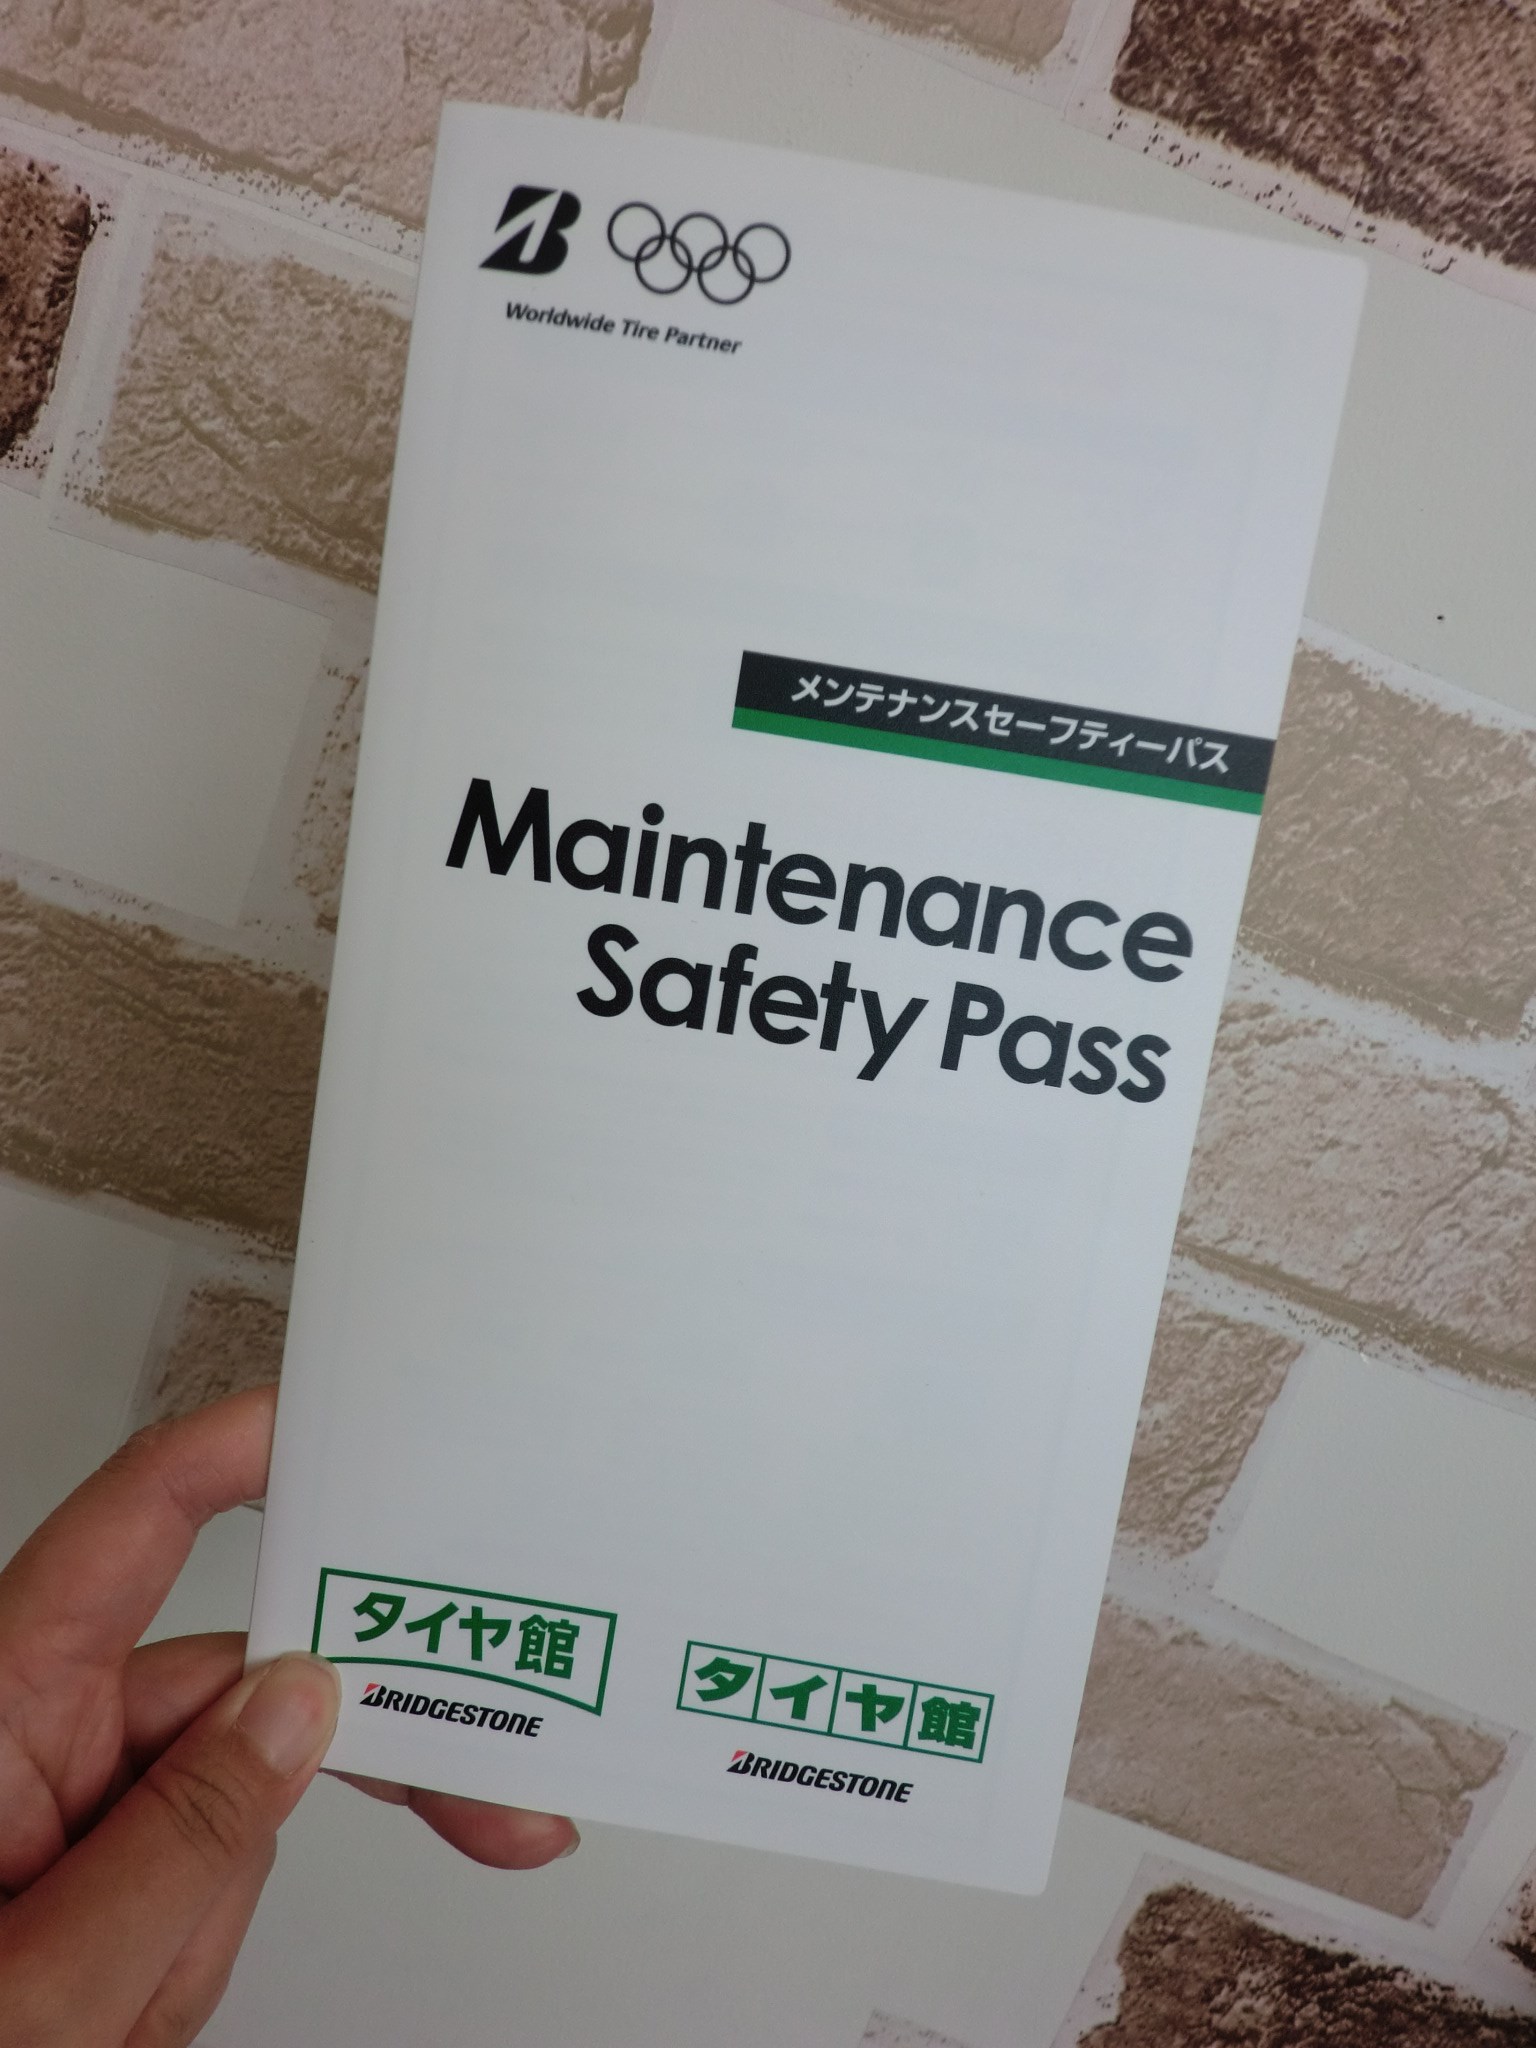 Worldwide Tire Partner
メンテナンスセーフティーパス
Maintenance
Safety Pass
タイヤ館
BRIDGESTONE
タイヤ館
BRIDGESTONE